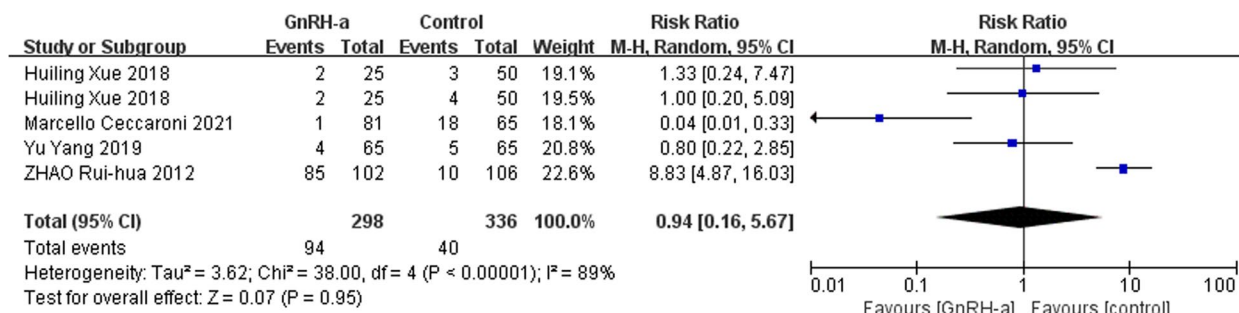 GnRH-a Control Risk Ratio Risk Ratio
Study or Subgroup Events Total Events Total Weight M-H, Random, 95% CI M-H, Random, 95% CI
Huiling Xue 2018 2 25 3 50 19.1% 1.33 [0.24, 7.47]
Huiling Xue 2018 2 25 4 50 19.5% 1.00 [0.20, 5.09]
Marcello Ceccaroni 2021 1 81 18 65 18.1% 0.04 [0.01, 0.33]
Yu Yang 2019 4 65 5 65 20.8% 0.80 [0.22, 2.85]
ZHAO Rui-hua 2012 85 102 10 106 22.6% 8.83 [4.87, 16.03]
Total (95% CI) 298 336 100.0% 0.94 [0.16, 5.67]
Total events 94 40
Heterogeneity: Tau² = 3.62; Chi² = 38.00, df = 4 (P < 0.00001); I² = 89%
Test for overall effect: Z = 0.07 (P = 0.95)
0.01 0.1 1 10 100
Favours [GnRH-a] Favours [control]